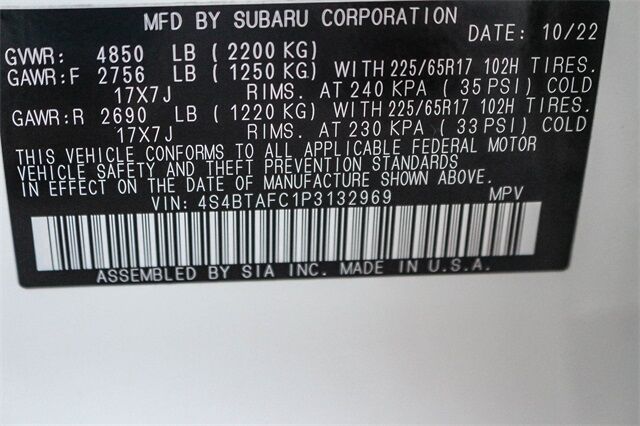 MFD BY SUBARU CORPORATION
DATE: 10/22
GVWR: 4850 LB (2200 KG)
GAWR:F 2756 LB (1250 KG) WITH 225/65R17 102H TIRES.
17X7J RIMS. AT 240 KPA (35 PSI) COLD
GAWR:R 2690 LB (1220 KG) WITH 225/65R17 102H TIRES.
17X7J RIMS. AT 230 KPA (33 PSI) COLD
THIS VEHICLE CONFORMS TO ALL APPLICABLE FEDERAL MOTOR
VEHICLE SAFETY AND THEFT PREVENTION STANDARDS
IN EFFECT ON THE DATE OF MANUFACTURE SHOWN ABOVE.
VIN: 4S4BTAFC1P3132969 MPV
ASSEMBLED BY SIA INC. MADE IN U.S.A.